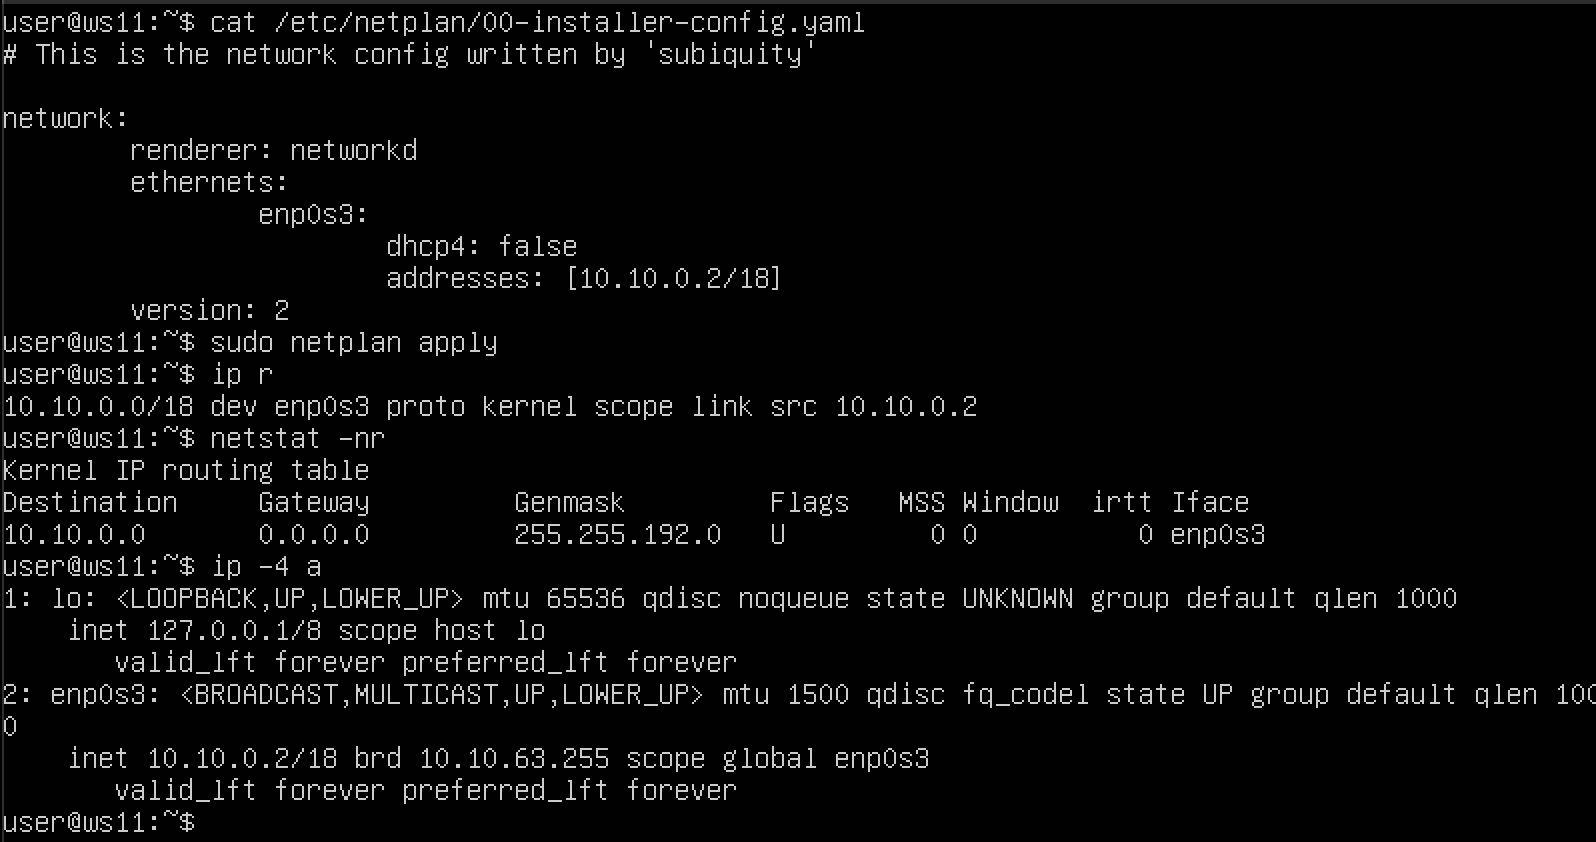 user@ws11:~$ cat /etc/netplan/00-installer-config.yaml
# This is the network config written by 'subiquity'

network:
        renderer: networkd
        ethernets:
                enp0s3:
                        dhcp4: false
                        addresses: [10.10.0.2/18]
        version: 2
user@ws11:~$ sudo netplan apply
user@ws11:~$ ip r
10.10.0.0/18 dev enp0s3 proto kernel scope link src 10.10.0.2
user@ws11:~$ netstat -nr
Kernel IP routing table
Destination     Gateway         Genmask         Flags   MSS Window  irtt Iface
10.10.0.0       0.0.0.0         255.255.192.0   U         0 0          0 enp0s3
user@ws11:~$ ip -4 a
1: lo: <LOOPBACK,UP,LOWER_UP> mtu 65536 qdisc noqueue state UNKNOWN group default qlen 1000
    inet 127.0.0.1/8 scope host lo
       valid_lft forever preferred_lft forever
2: enp0s3: <BROADCAST,MULTICAST,UP,LOWER_UP> mtu 1500 qdisc fq_codel state UP group default qlen 100
0
    inet 10.10.0.2/18 brd 10.10.63.255 scope global enp0s3
       valid_lft forever preferred_lft forever
user@ws11:~$